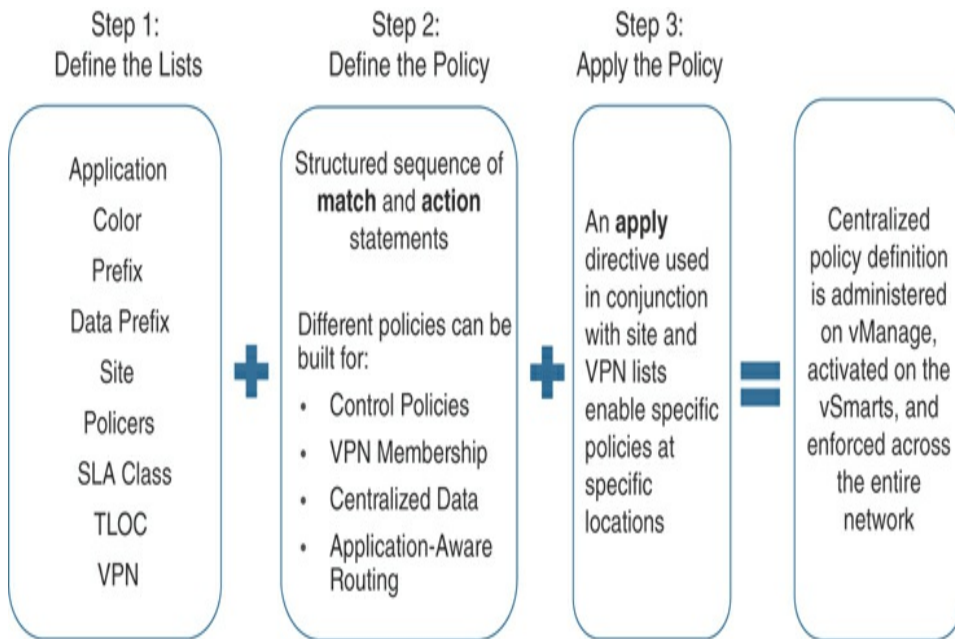 Step 1:
Define the Lists
Application
Color
Prefix
Data Prefix
Site
Policers
SLA Class
TLOC
VPN
Step 2:
Define the Policy
Structured sequence of
match and action
statements
Different policies can be
built for:
• Control Policies
• VPN Membership
• Centralized Data
• Application-Aware
Routing
Step 3:
Apply the Policy
An apply
directive used
in conjunction
with site and
VPN lists
enable specific
policies at
specific
locations
Centralized
policy definition
is administered
on vManage,
activated on the
vSmarts, and
enforced across
the entire
network